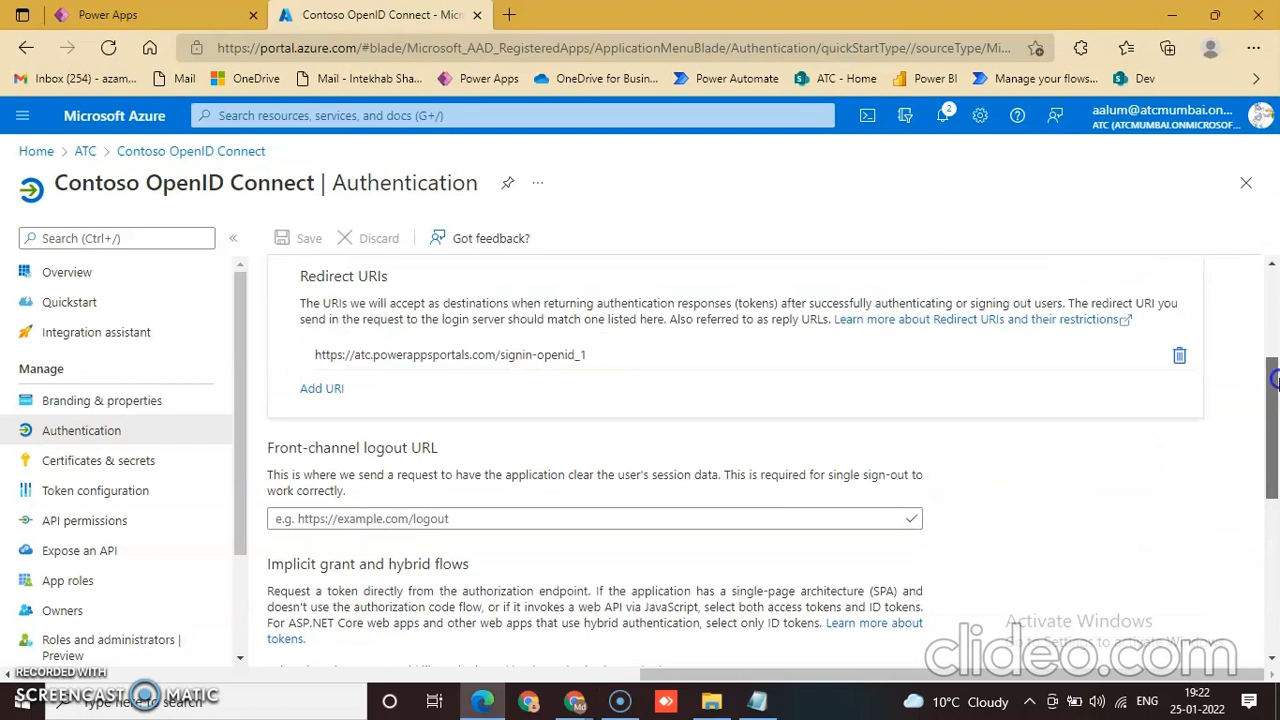 Power Apps
Contoso OpenID Connect - Micr
https://portal.azure.com/#blade/Microsoft_AAD_RegisteredApps/ApplicationMenuBlade/Authentication/quickStartType//sourceType/Mi...
Inbox (254) - azam...
Mail
OneDrive
Mail - Intekhab Sha...
Power Apps
OneDrive for Busin...
Power Automate
ATC - Home
Power BI
Manage your flows...
Dev
Microsoft Azure
Search resources, services, and docs (G+/)
2
aalum@atcmumbai.on...
ATC (ATCMUMBAI.ONMICROSOF...
Home > ATC > Contoso OpenID Connect
Contoso OpenID Connect | Authentication
Search (Ctrl+/)
Save
Discard
Got feedback?
Overview
Quickstart
Integration assistant
Manage
Branding & properties
Authentication
Certificates & secrets
Token configuration
API permissions
Expose an API
App roles
Owners
Roles and administrators |
Preview
Redirect URIs
The URIs we will accept as destinations when returning authentication responses (tokens) after successfully authenticating or signing out users. The redirect URI you
send in the request to the login server should match one listed here. Also referred to as reply URLs. Learn more about Redirect URIs and their restrictions
https://atc.powerappsportals.com/signin-openid_1
Add URI
Front-channel logout URL
This is where we send a request to have the application clear the user's session data. This is required for single sign-out to
work correctly.
e.g. https://example.com/logout
Implicit grant and hybrid flows
Request a token directly from the authorization endpoint. If the application has a single-page architecture (SPA) and
doesn't use the authorization code flow, or if it invokes a web API via JavaScript, select both access tokens and ID tokens.
For ASP.NET Core web apps and other web apps that use hybrid authentication, select only ID tokens. Learn more about
tokens.
Activate Windows
Go to Settings to activate Windows.
clideo.com
RECORDED WITH
SCREENCAST MATIC
Type here to search
10°C Cloudy
ENG
19:22
25-01-2022